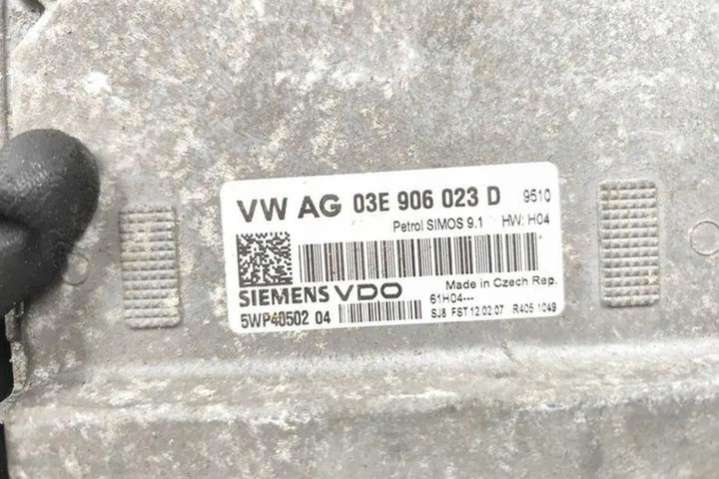 VW AG 03E 906 023 D 9510
Petrol SIMOS 9.1 HW: H04
SIEMENS VDO Made in Czech Rep.
61H04---
5WP40502 04 SJ8 FST 12.02.07 R405 1049